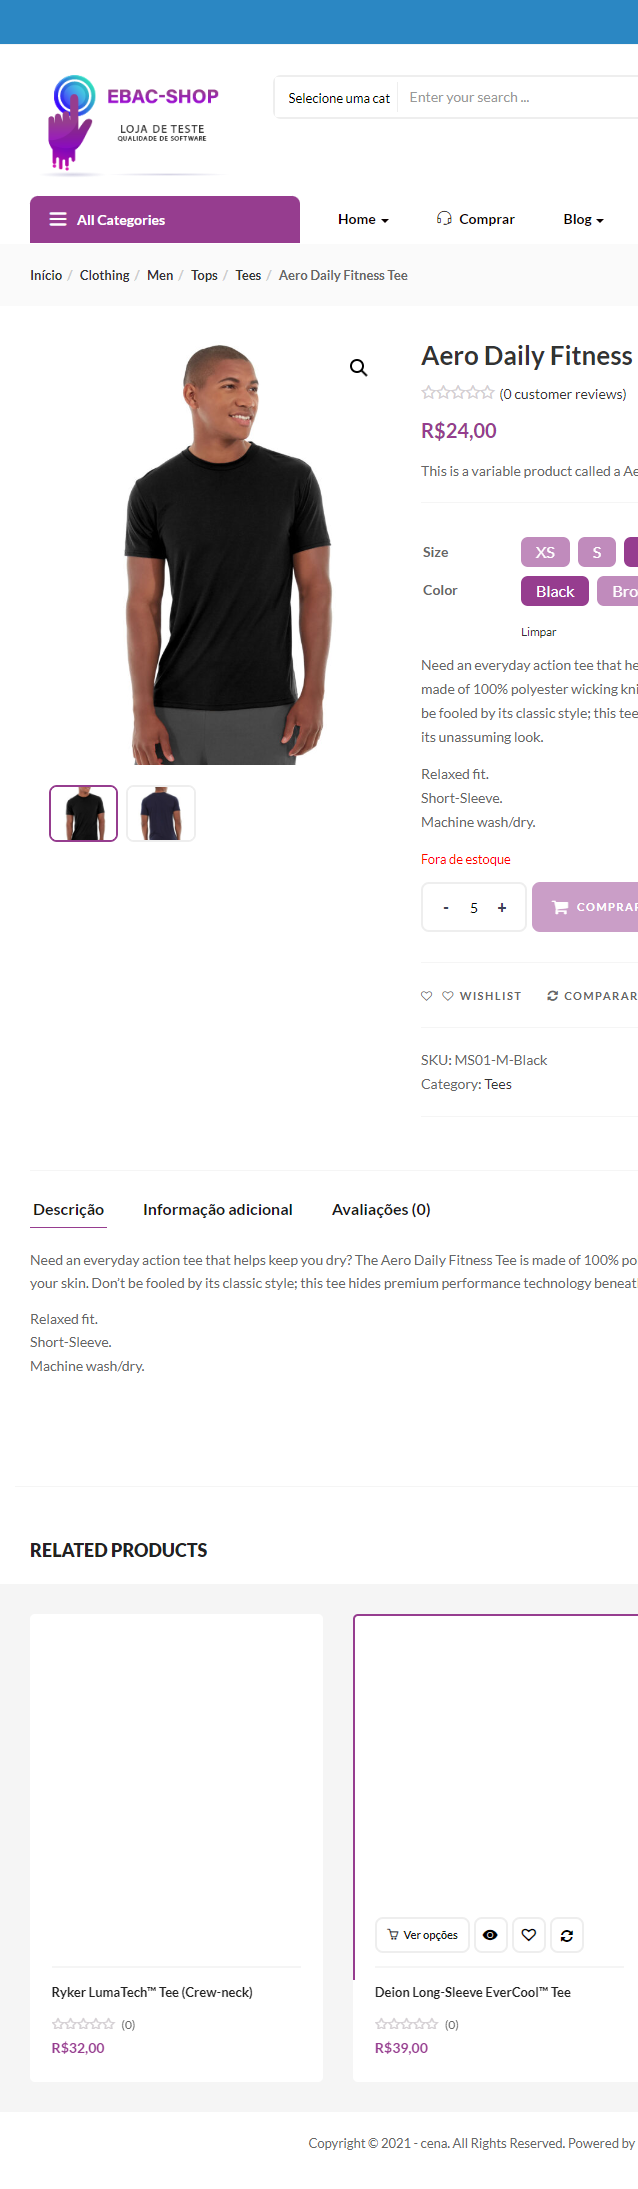 EBAC-SHOP
LOJA DE TESTE
QUALIDADE DE SOFTWARE
Selecione uma cat
Enter your search ...
All Categories
Home
Comprar
Blog
Início / Clothing / Men / Tops / Tees / Aero Daily Fitness Tee
Aero Daily Fitness
(0 customer reviews)
R$24,00
This is a variable product called a Ae
Size XS S
Color Black Bro
Limpar
Need an everyday action tee that he
made of 100% polyester wicking kni
be fooled by its classic style; this tee
its unassuming look.
Relaxed fit.
Short-Sleeve.
Machine wash/dry.
Fora de estoque
- 5 + COMPRAR
WISHLIST COMPARAR
SKU: MS01-M-Black
Category: Tees
Descrição Informação adicional Avaliações (0)
Need an everyday action tee that helps keep you dry? The Aero Daily Fitness Tee is made of 100% po
your skin. Don't be fooled by its classic style; this tee hides premium performance technology beneat
Relaxed fit.
Short-Sleeve.
Machine wash/dry.
RELATED PRODUCTS
Ver opções
Ryker LumaTech™ Tee (Crew-neck)
(0)
R$32,00
Deion Long-Sleeve EverCool™ Tee
(0)
R$39,00
Copyright © 2021 - cena. All Rights Reserved. Powered by